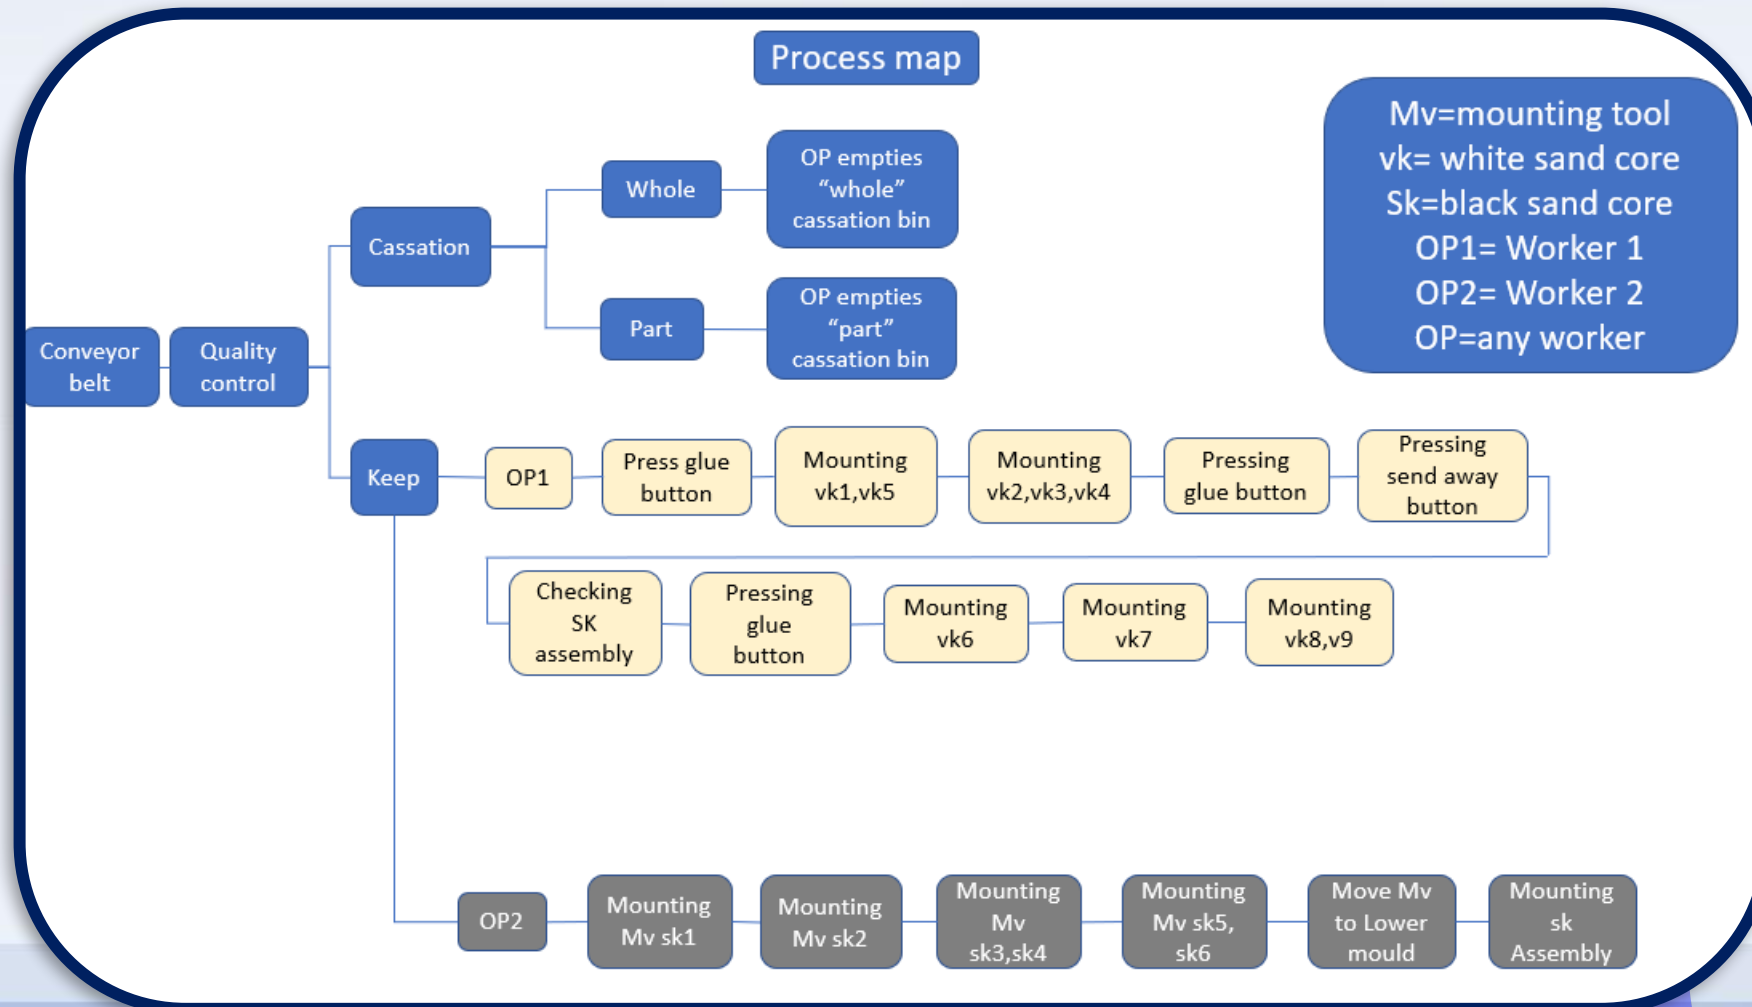 Process map
Mv=mounting tool
vk= white sand core
Sk=black sand core
OP1= Worker 1
OP2= Worker 2
OP=any worker
Conveyor
belt
Quality
control
Cassation
Whole
OP empties
“whole”
cassation bin
Part
OP empties
“part”
cassation bin
Keep
OP1
Press glue
button
Mounting
vk1,vk5
Mounting
vk2,vk3,vk4
Pressing
glue button
Pressing
send away
button
Checking
SK
assembly
Pressing
glue
button
Mounting
vk6
Mounting
vk7
Mounting
vk8,v9
OP2
Mounting
Mv sk1
Mounting
Mv sk2
Mounting
Mv
sk3,sk4
Mounting
Mv sk5,
sk6
Move Mv
to Lower
mould
Mounting
sk
Assembly